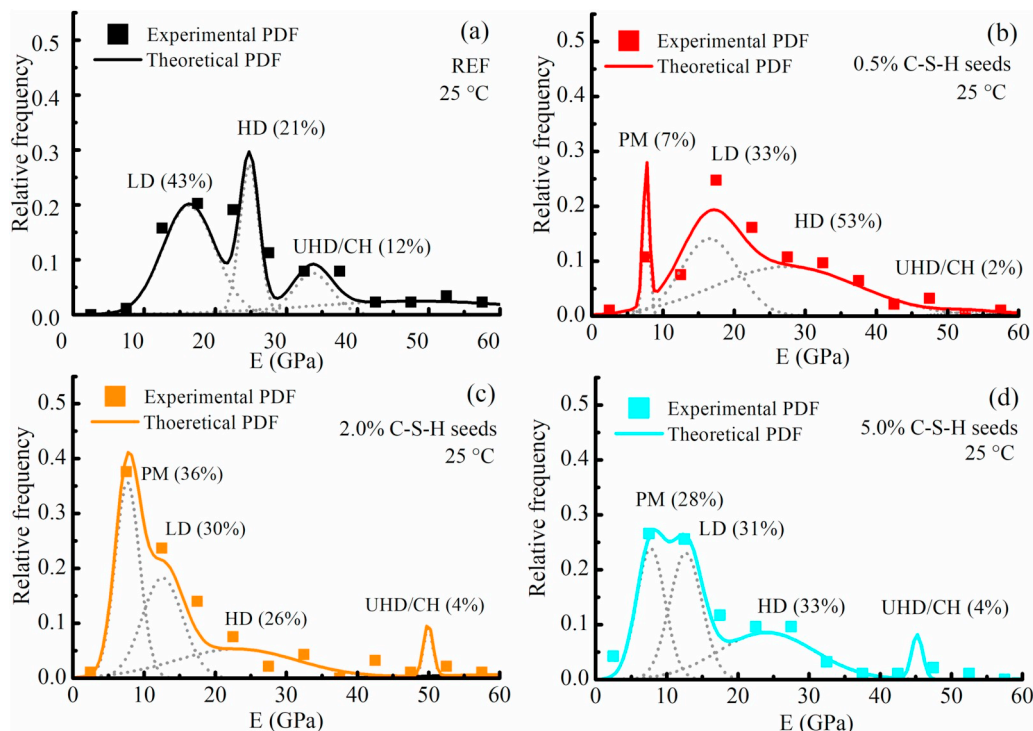 (a)
Experimental PDF
Theoretical PDF
REF
25 °C
HD (21%)
LD (43%)
UHD/CH (12%)
Relative frequency
0.5
0.4
0.3
0.2
0.1
0.0
0 10 20 30 40 50 60
E (GPa)
(b)
Experimental PDF
Theoretical PDF
0.5% C-S-H seeds
25 °C
PM (7%)
LD (33%)
HD (53%)
UHD/CH (2%)
Relative frequency
0.5
0.4
0.3
0.2
0.1
0.0
0 10 20 30 40 50 60
E (GPa)
(c)
Experimental PDF
Thoeretical PDF
2.0% C-S-H seeds
25 °C
PM (36%)
LD (30%)
HD (26%)
UHD/CH (4%)
Relative frequency
0.5
0.4
0.3
0.2
0.1
0.0
0 10 20 30 40 50 60
E (GPa)
(d)
Experimental PDF
Theoretical PDF
5.0% C-S-H seeds
25 °C
PM (28%)
LD (31%)
HD (33%)
UHD/CH (4%)
Relative frequency
0.5
0.4
0.3
0.2
0.1
0.0
0 10 20 30 40 50 60
E (GPa)